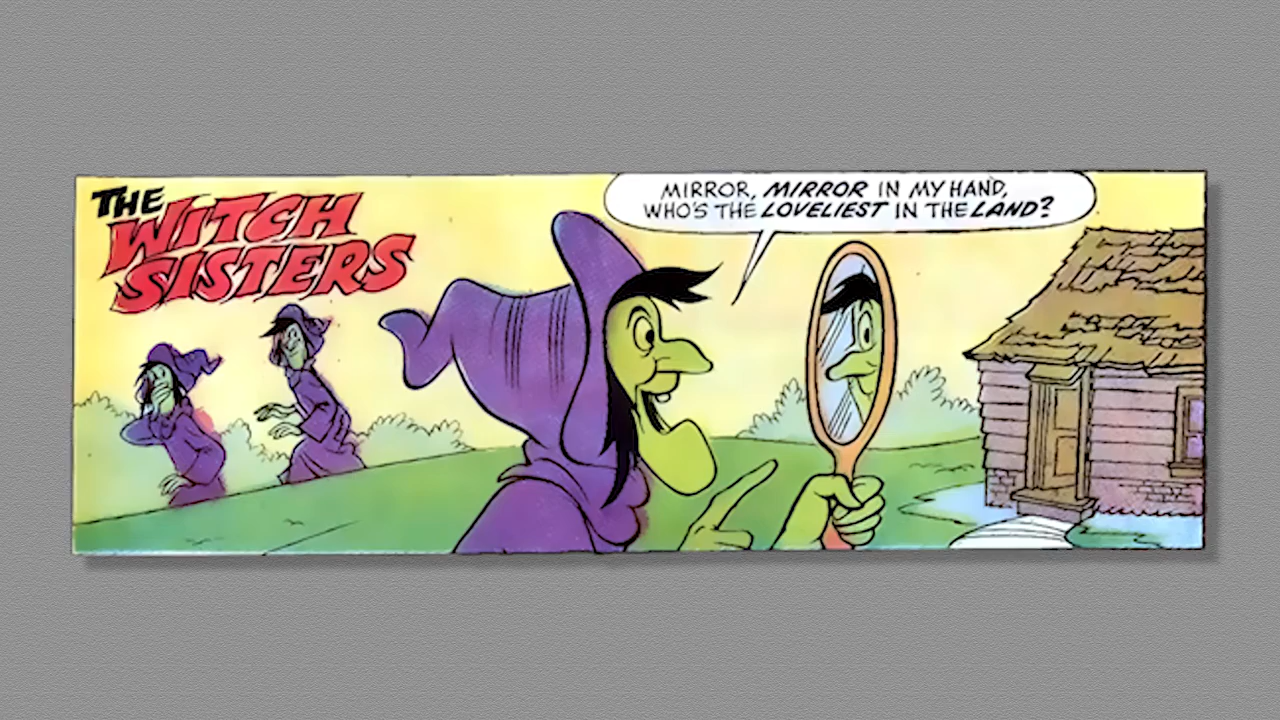 THE
WITCH
SISTERS
MIRROR, MIRROR IN MY HAND,
WHO'S THE LOVELIEST IN THE LAND?